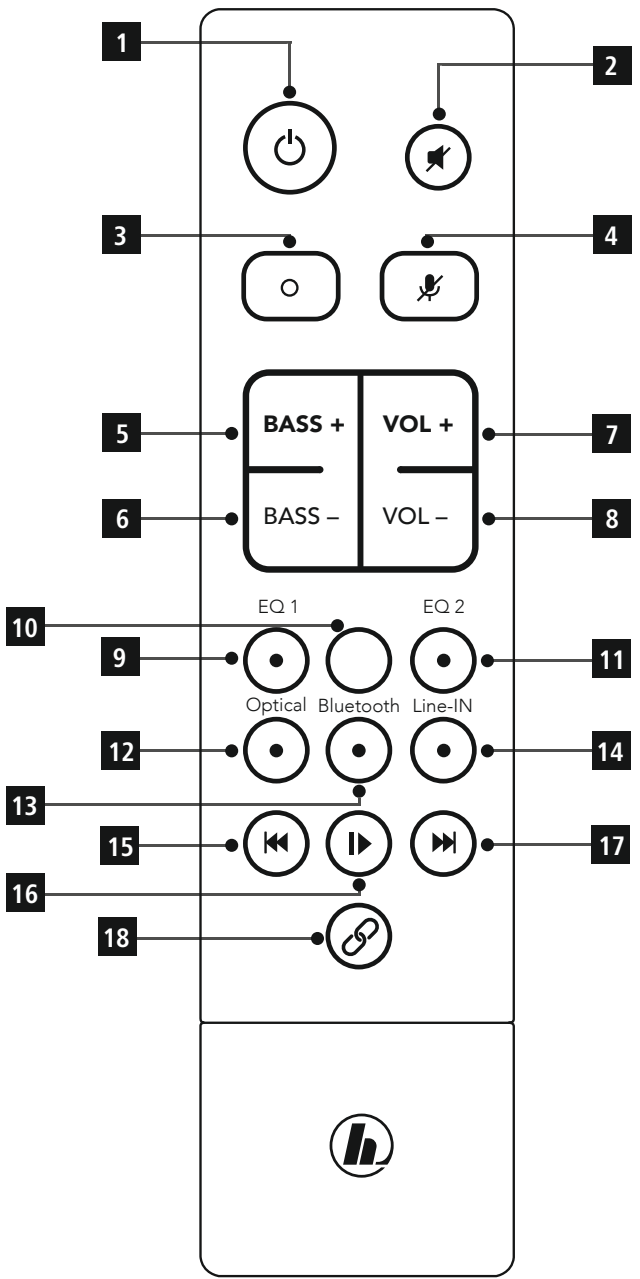 1
2
3 4
BASS + VOL +
5 7
6 BASS – VOL – 8
EQ 1 EQ 2
10
9 11
Optical Bluetooth Line-IN
12 14
13
15 17
16
18